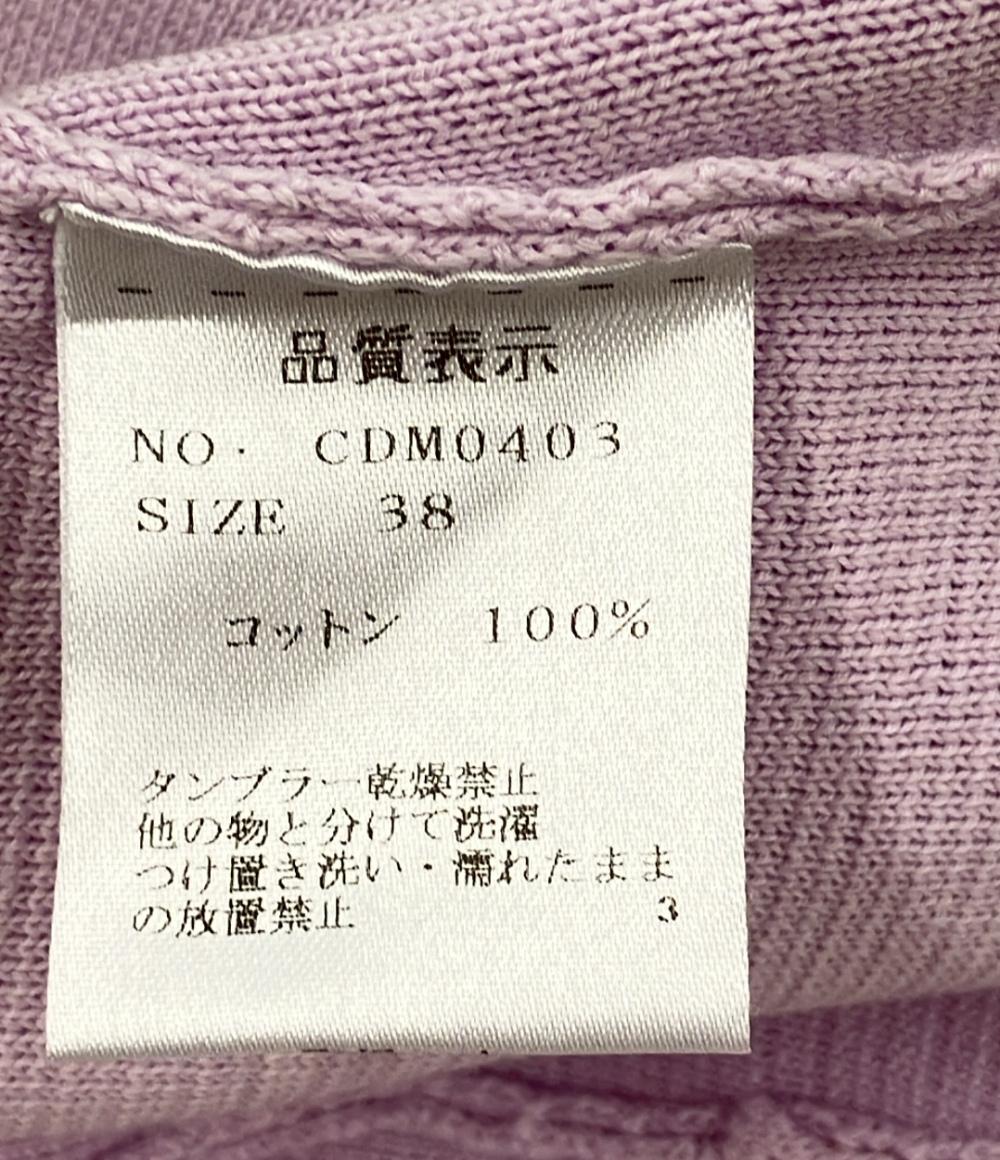 品質表示
NO. CDM0403
SIZE 38
コットン 100%
タンブラー乾燥禁止
他の物と分けて洗濯
つけ置き洗い・濡れたまま
の放置禁止 3